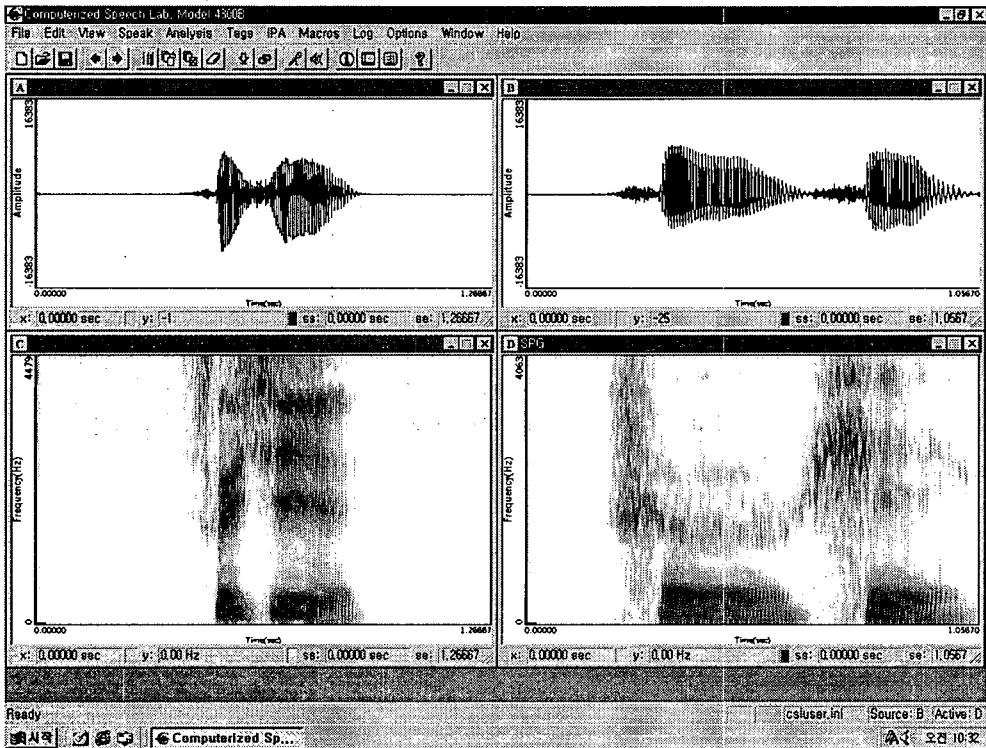 Computerized Speech Lab, Model 4300B
File Edit View Speak Analysis Tags IPA Macros Log Options Window Help
A
B
16383
Amplitude
-16383
0.00000
Time(sec)
1.26667
16383
Amplitude
-16383
0.00000
Time(sec)
1.05670
x: 0.00000 sec y: -1 ss: 0.00000 sec se: 1.26667
x: 0.00000 sec y: -25 ss: 0.00000 sec se: 1.0567
C
D SPG
4479
Frequency(Hz)
0
0.00000
Time(sec)
1.26667
4063
Frequency(Hz)
0
0.00000
Time(sec)
1.05670
x: 0.00000 sec y: 0.00 Hz ss: 0.00000 sec se: 1.26667
x: 0.00000 sec y: 0.00 Hz ss: 0.00000 sec se: 1.0567
Ready csluser.ini Source: B Active: D
시작 Computerized Sp... 오전 10:32